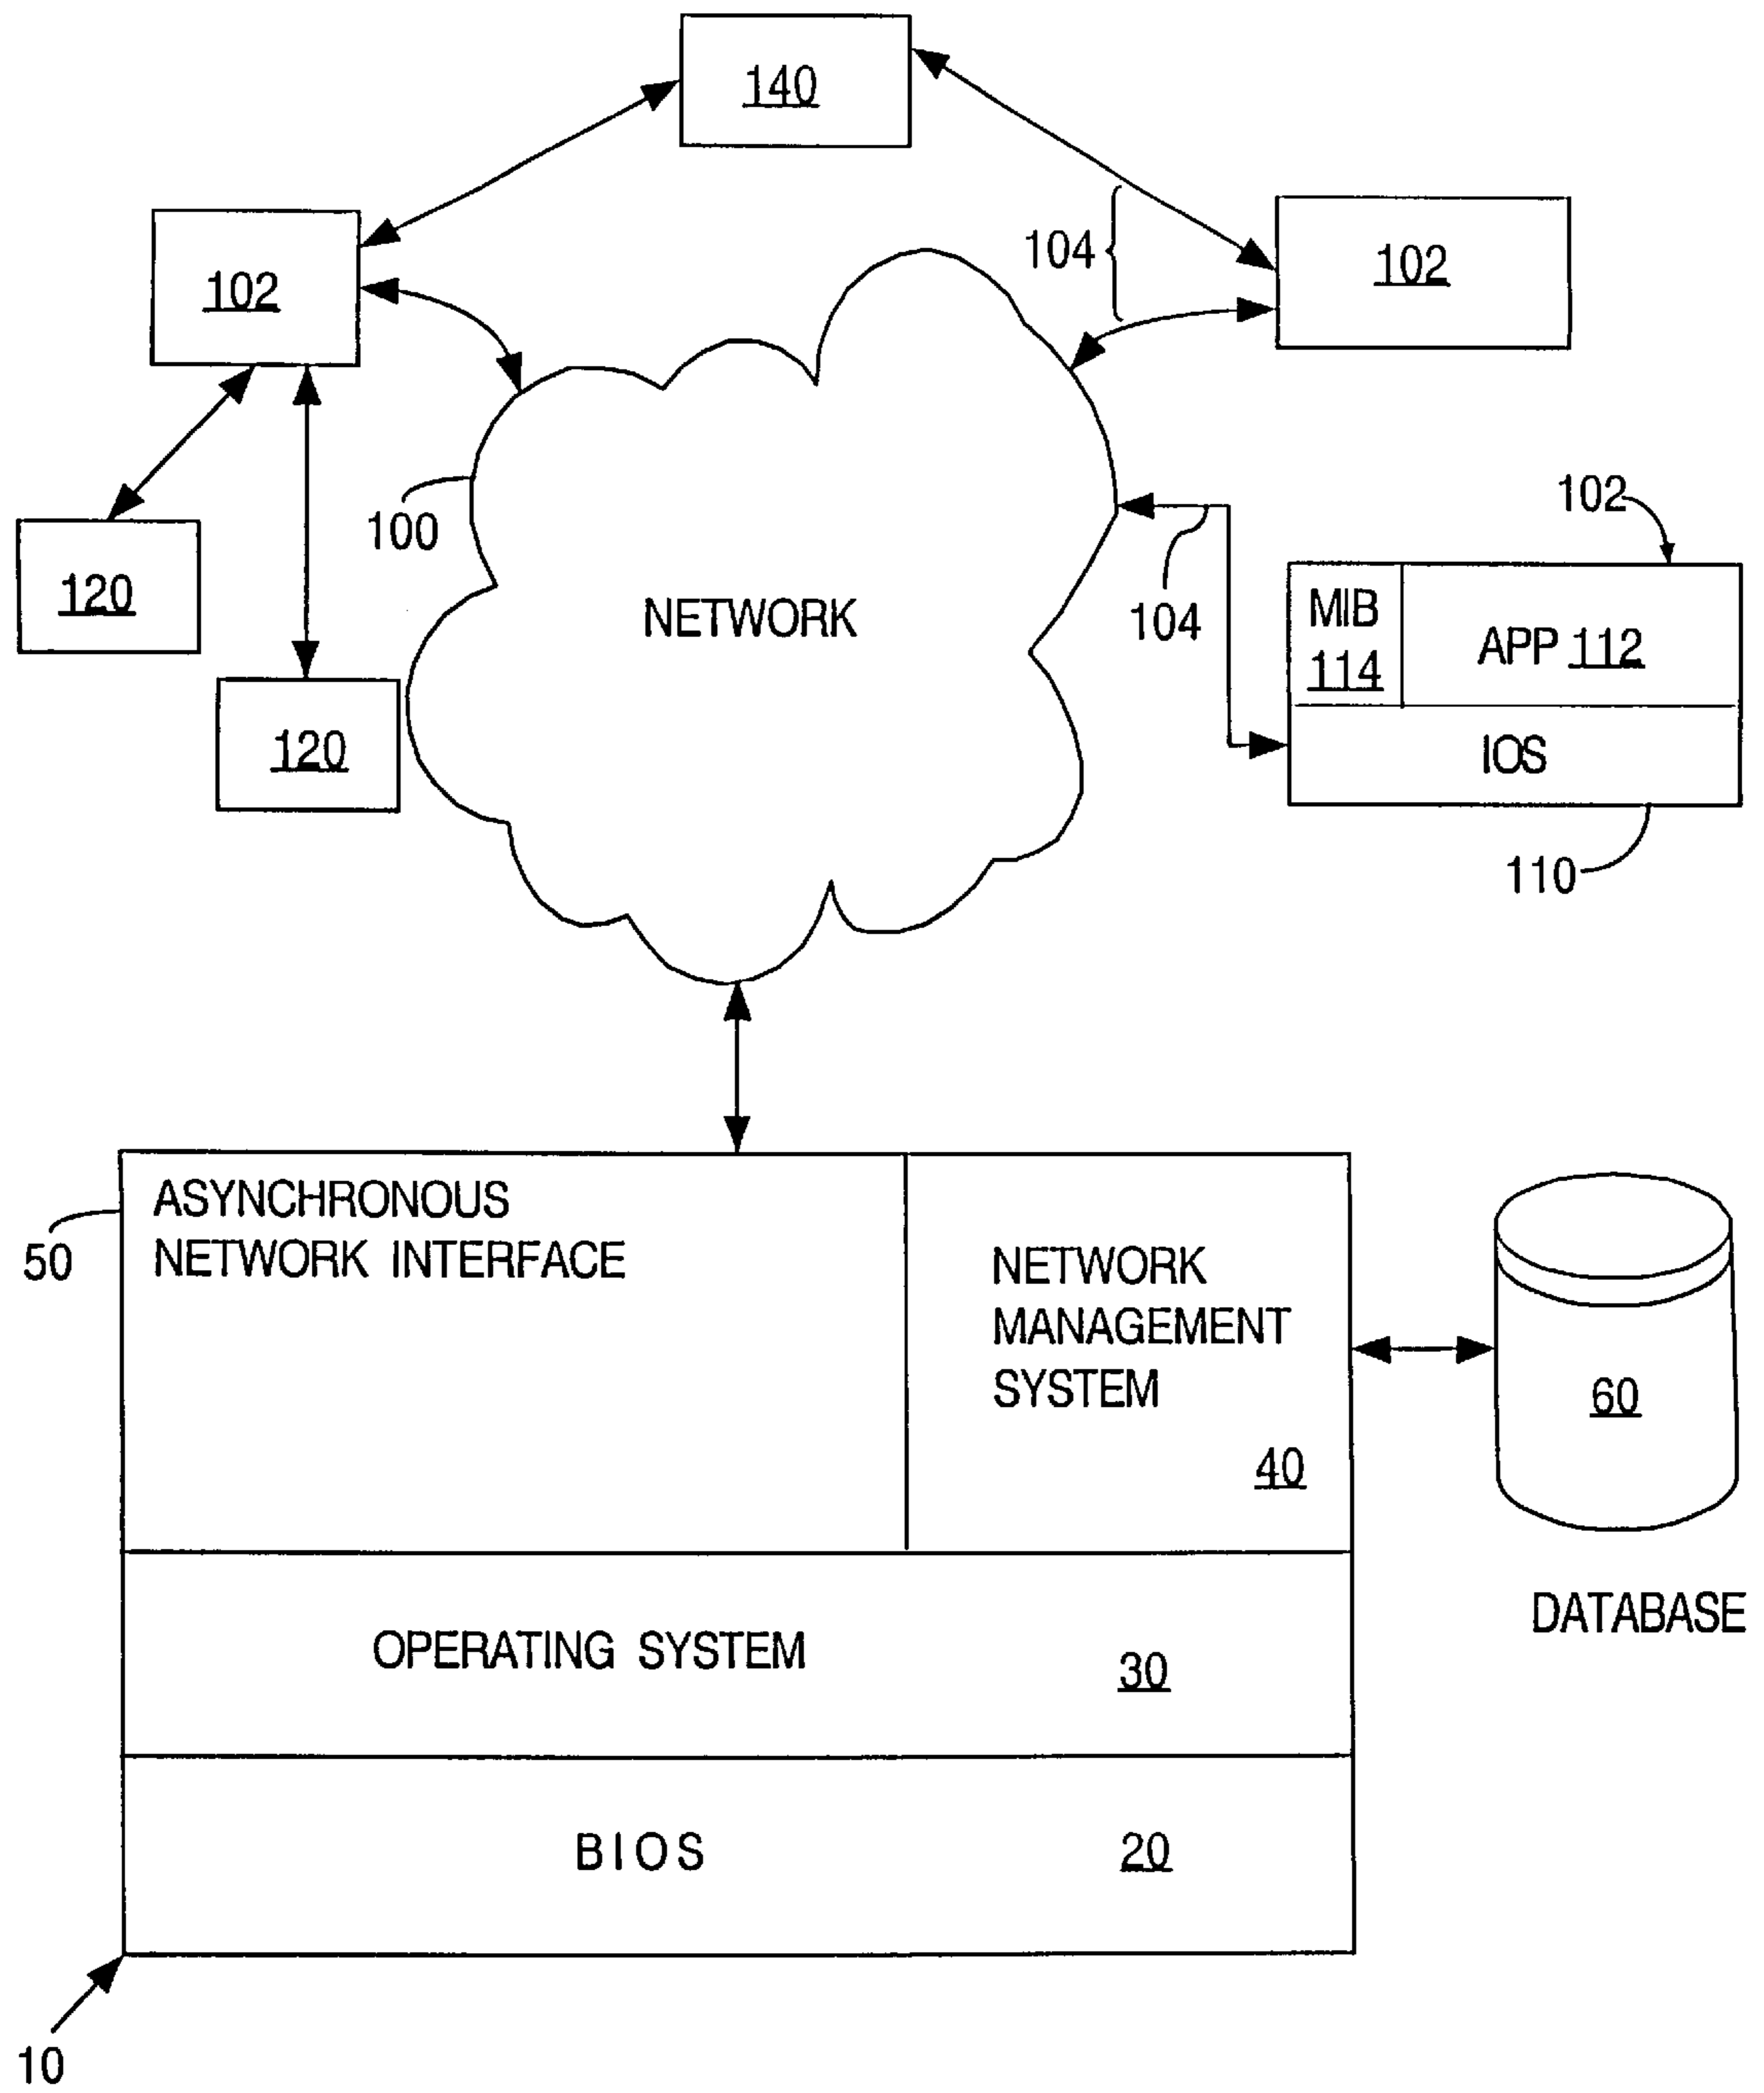 140
104
102
102
100
NETWORK
104
102
120
MIB
114
APP 112
120
IOS
110
ASYNCHRONOUS
NETWORK INTERFACE
50
NETWORK
MANAGEMENT
SYSTEM
40
60
DATABASE
OPERATING SYSTEM 30
BIOS 20
10